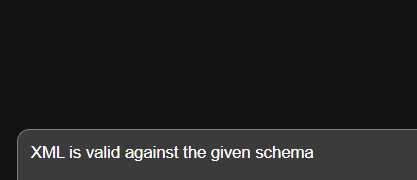 XML is valid against the given schema